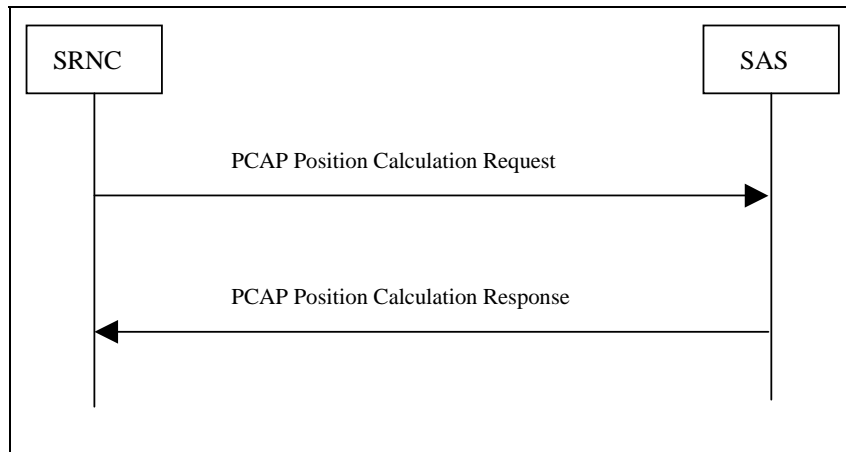 SRNC
SAS
PCAP Position Calculation Request
PCAP Position Calculation Response